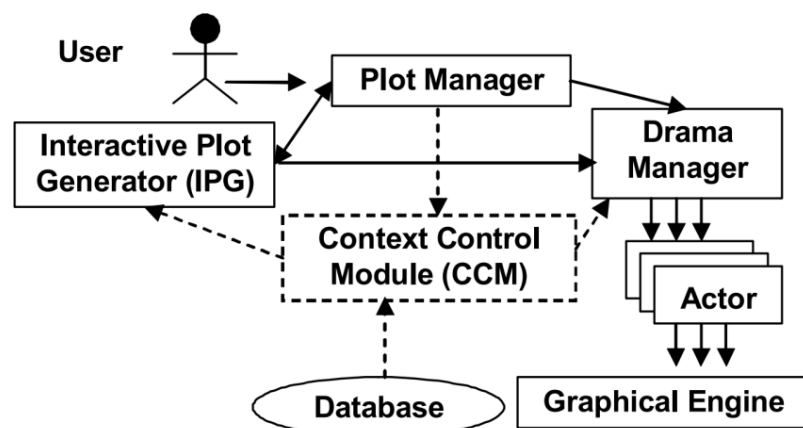 User
Plot Manager
Interactive Plot
Generator (IPG)
Drama
Manager
Context Control
Module (CCM)
Actor
Database
Graphical Engine